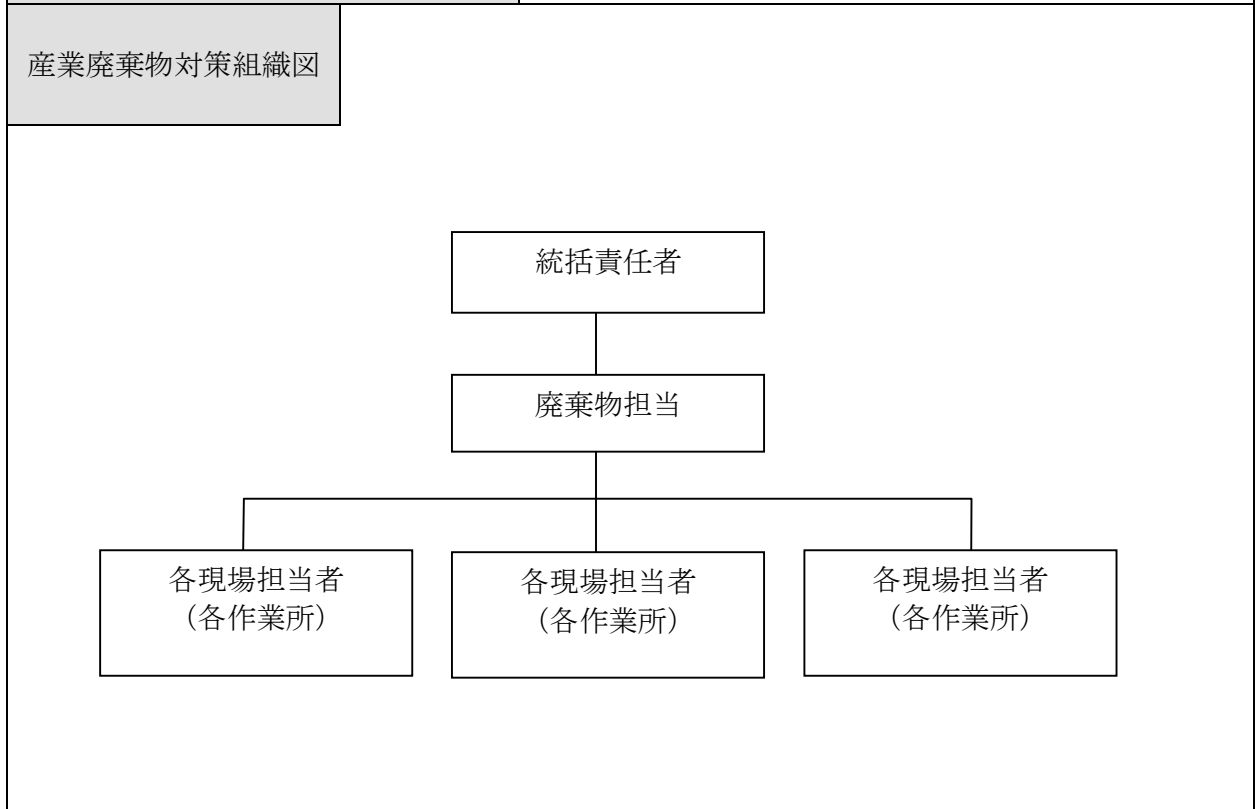 産業廃棄物対策組織図
統括責任者
廃棄物担当
各現場担当者
（各作業所）
各現場担当者
（各作業所）
各現場担当者
（各作業所）